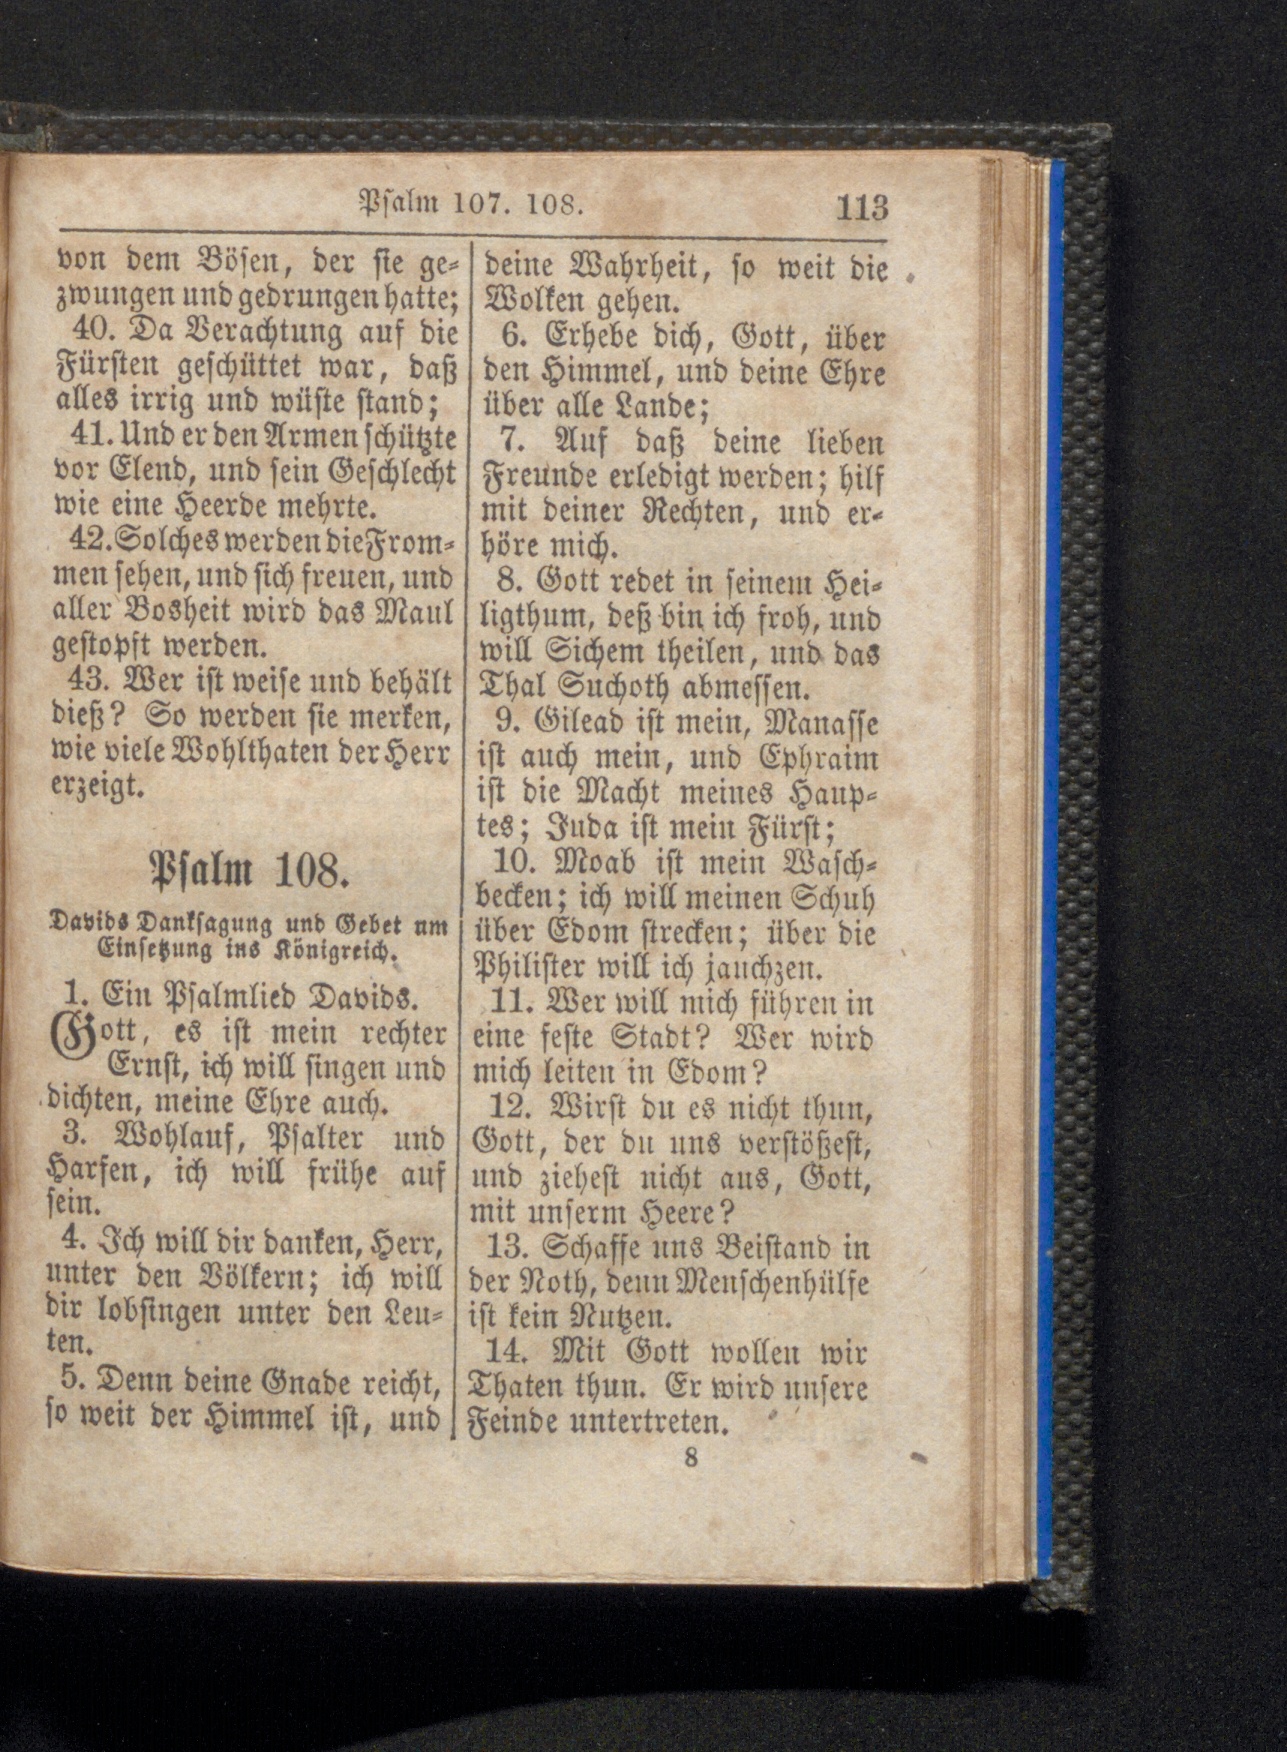 Psalm 107. 108.
113
von dem Bösen, der sie ge-
zwungen und gedrungen hatte;
40. Da Verachtung auf die
Fürsten geschüttet war, daß
alles irrig und wüste stand;
41. Und er den Armen schützte
vor Elend, und sein Geschlecht
wie eine Heerde mehrte.
42. Solches werden die From-
men sehen, und sich freuen, und
aller Bosheit wird das Maul
gestopft werden.
43. Wer ist weise und behält
dieß? So werden sie merken,
wie viele Wohlthaten der Herr
erzeigt.
Psalm 108.
Davids Danksagung und Gebet um
Einsetzung ins Königreich.
1. Ein Psalmlied Davids.
Gott, es ist mein rechter
Ernst, ich will singen und
dichten, meine Ehre auch.
3. Wohlauf, Psalter und
Harfen, ich will frühe auf
sein.
4. Ich will dir danken, Herr,
unter den Völkern; ich will
dir lobsingen unter den Leu-
ten.
5. Denn deine Gnade reicht,
so weit der Himmel ist, und
deine Wahrheit, so weit die
Wolken gehen.
6. Erhebe dich, Gott, über
den Himmel, und deine Ehre
über alle Lande;
7. Auf daß deine lieben
Freunde erledigt werden; hilf
mit deiner Rechten, und er-
höre mich.
8. Gott redet in seinem Hei-
ligthum, deß bin ich froh, und
will Sichem theilen, und das
Thal Suchoth abmessen.
9. Gilead ist mein, Manasse
ist auch mein, und Ephraim
ist die Macht meines Haup-
tes; Juda ist mein Fürst;
10. Moab ist mein Wasch-
becken; ich will meinen Schuh
über Edom strecken; über die
Philister will ich jauchzen.
11. Wer will mich führen in
eine feste Stadt? Wer wird
mich leiten in Edom?
12. Wirst du es nicht thun,
Gott, der du uns verstößest,
und ziehest nicht aus, Gott,
mit unserm Heere?
13. Schaffe uns Beistand in
der Noth, denn Menschenhülfe
ist kein Nutzen.
14. Mit Gott wollen wir
Thaten thun. Er wird unsere
Feinde untertreten.
8